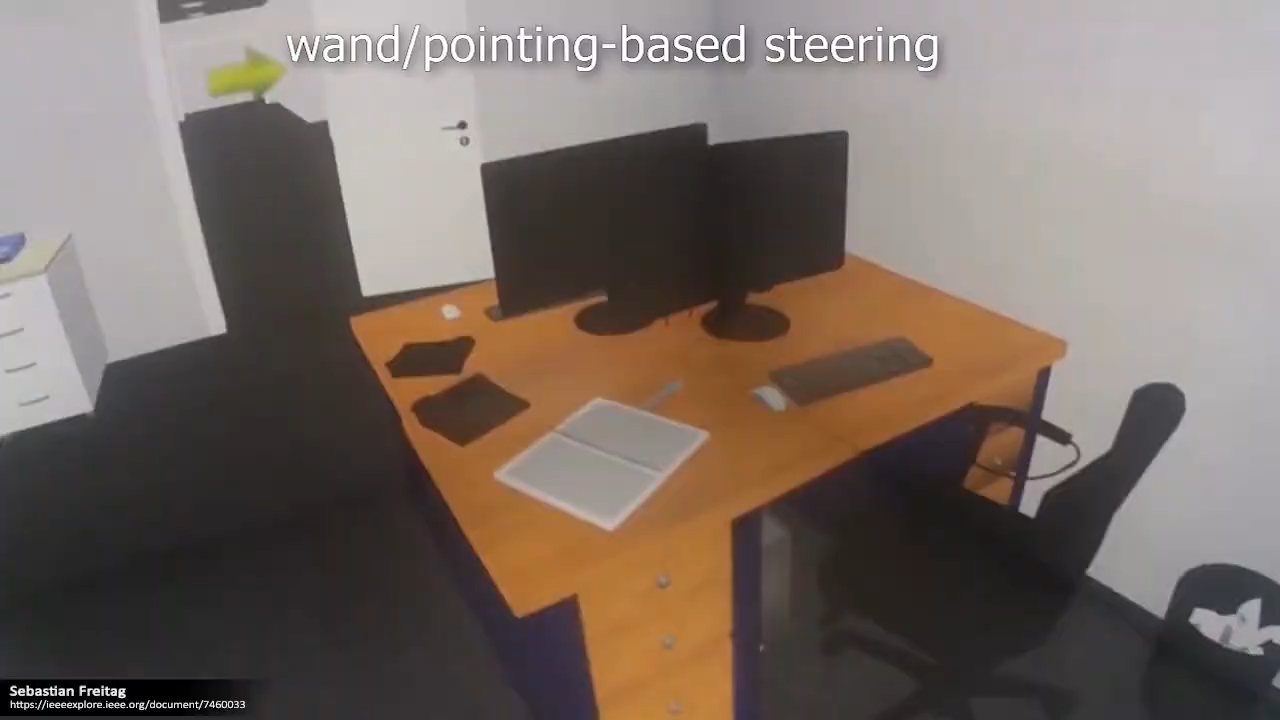 wand/pointing-based steering
Sebastian Freitag
https://ieeexplore.ieee.org/document/7460033